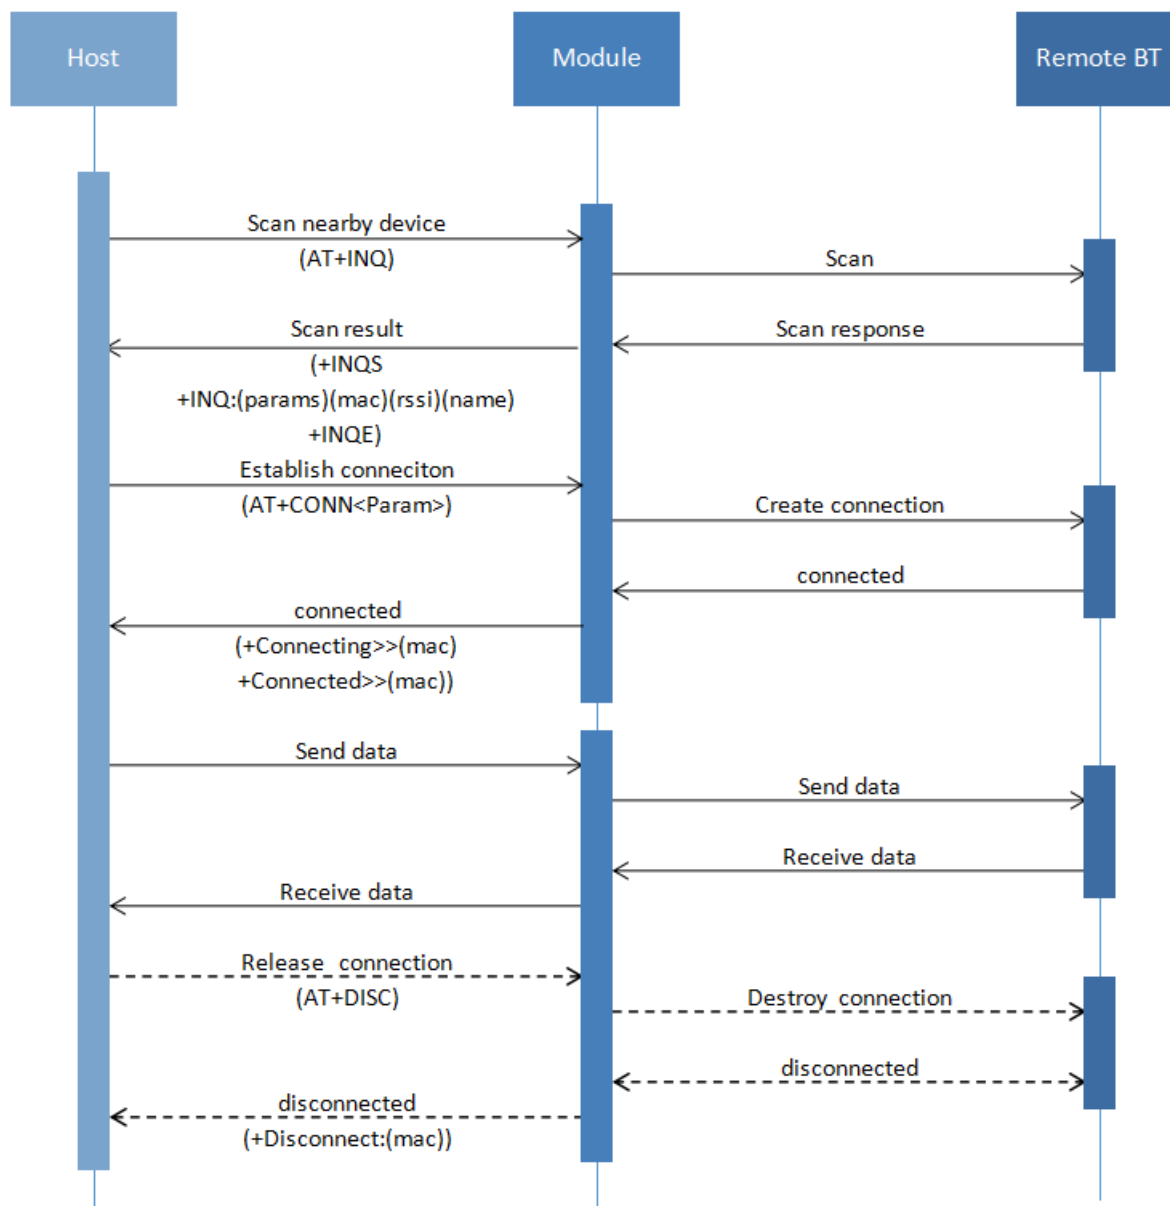 Host
Module
Remote BT
Scan nearby device
(AT+INQ)
Scan
Scan result
Scan response
(+INQS
+INQ:(params)(mac)(rssi)(name)
+INQE)
Establish conneciton
(AT+CONN<Param>)
Create connection
connected
connected
(+Connecting>>(mac)
+Connected>>(mac))
Send data
Send data
Receive data
Receive data
Release connection
(AT+DISC)
Destroy connection
disconnected
disconnected
(+Disconnect:(mac))